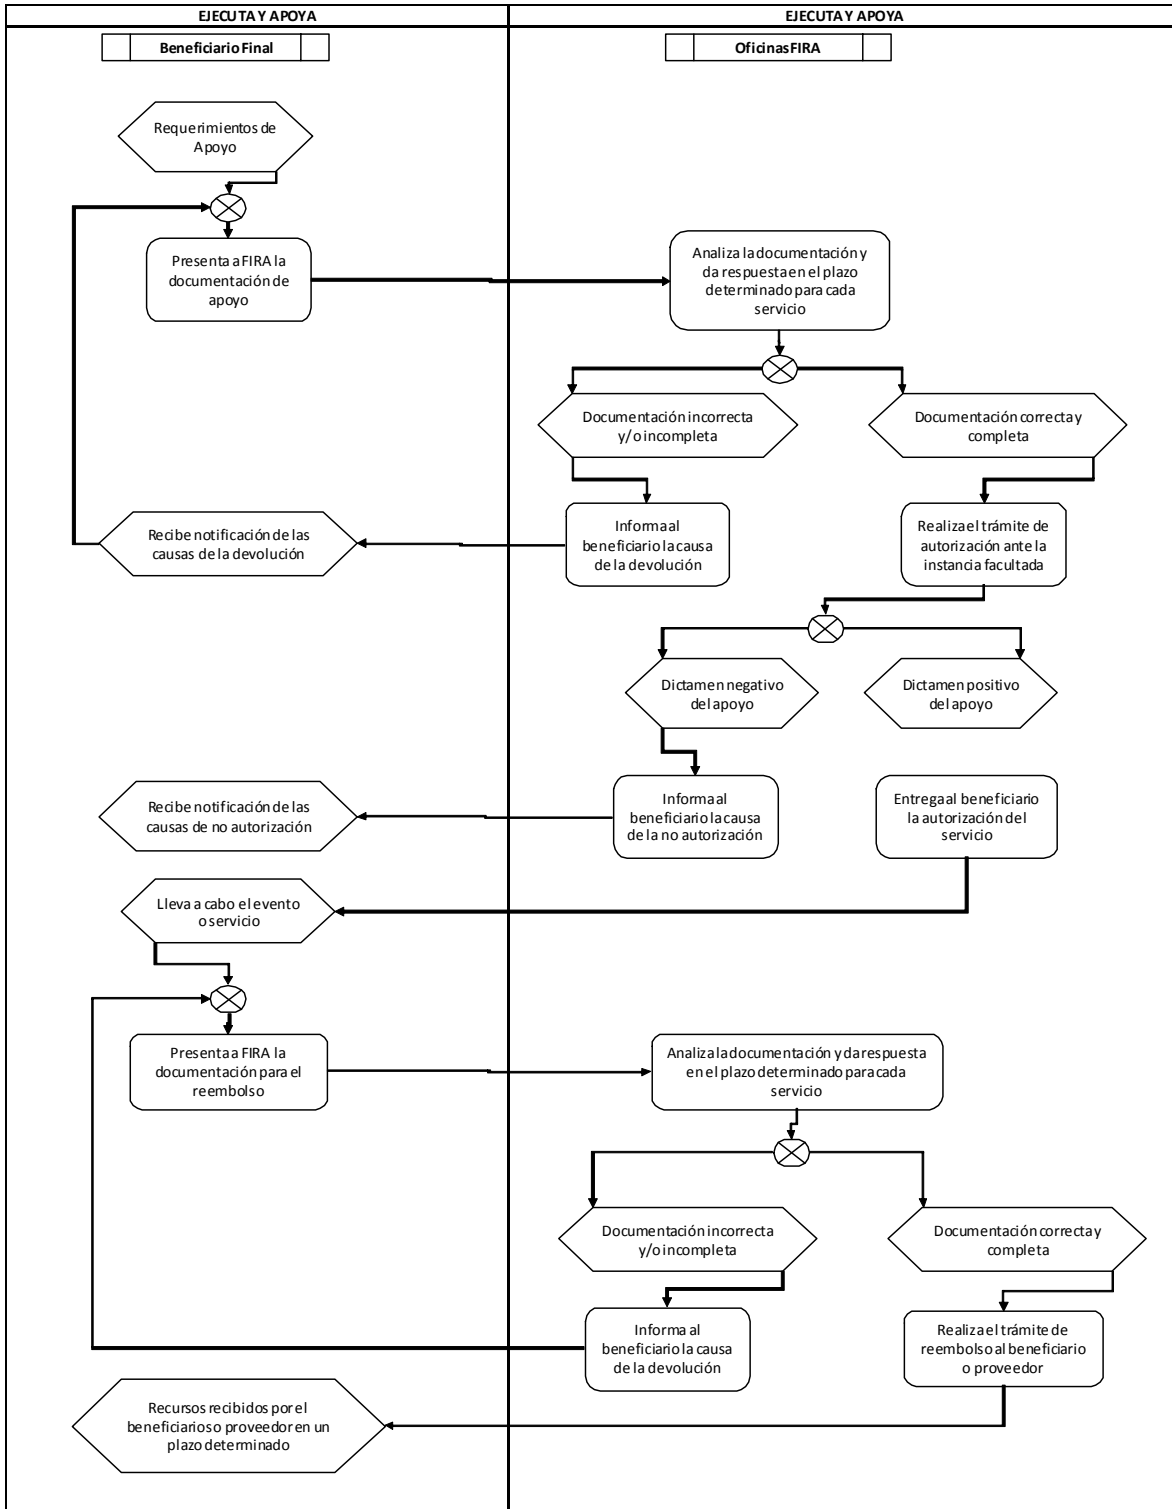 EJECUTA Y APOYA
EJECUTA Y APOYA
Beneficiario Final
Oficinas FIRA
Requerimientos de
Apoyo
Presenta a FIRA la
documentación de
apoyo
Analiza la documentación y
da respuesta en el plazo
determinado para cada
servicio
Documentación incorrecta
y/o incompleta
Documentación correcta y
completa
Recibe notificación de las
causas de la devolución
Informa al
beneficiario la causa
de la devolución
Realiza el trámite de
autorización ante la
instancia facultada
Dictamen negativo
del apoyo
Dictamen positivo
del apoyo
Recibe notificación de las
causas de no autorización
Informa al
beneficiario la causa
de la no autorización
Entrega al beneficiario
la autorización del
servicio
Lleva a cabo el evento
o servicio
Presenta a FIRA la
documentación para el
reembolso
Analiza la documentación y da respuesta
en el plazo determinado para cada
servicio
Documentación incorrecta
y/o incompleta
Documentación correcta y
completa
Informa al
beneficiario la causa
de la devolución
Realiza el trámite de
reembolso al beneficiario
o proveedor
Recursos recibidos por el
beneficiarios o proveedor en un
plazo determinado